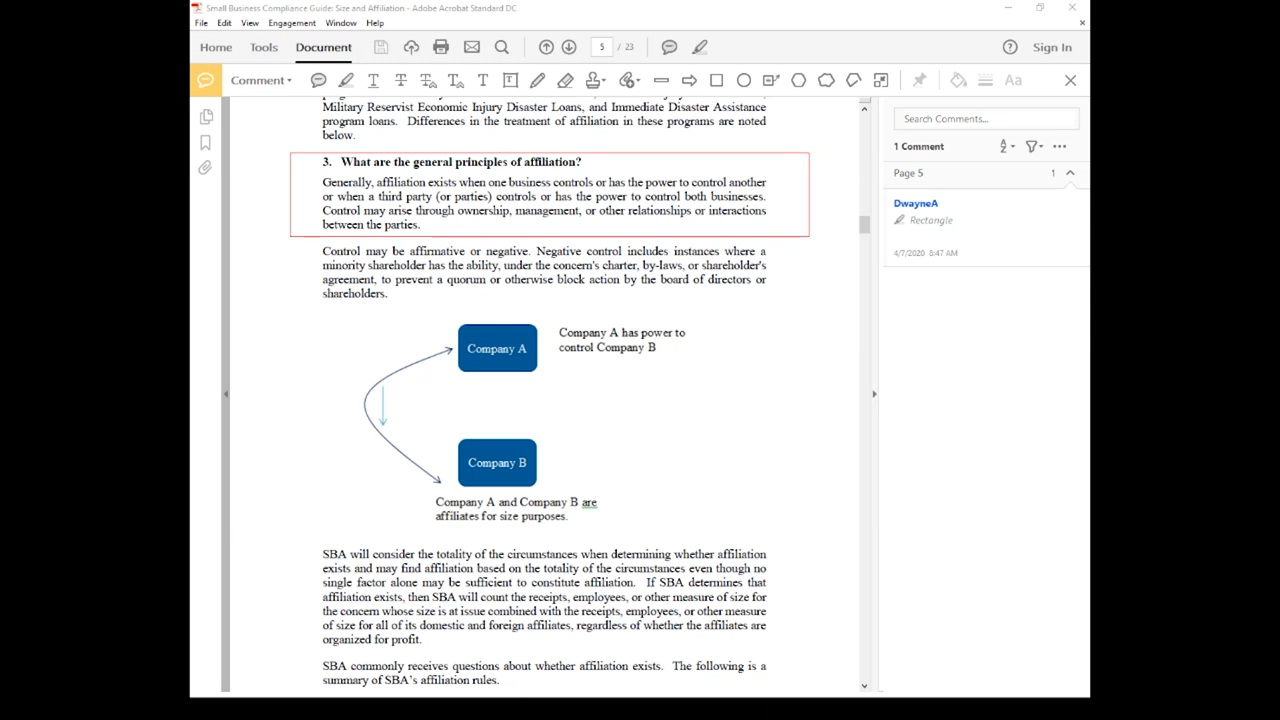 Small Business Compliance Guide: Size and Affiliation - Adobe Acrobat Standard DC
File Edit View Engagement Window Help
Home Tools Document 5 / 23 Sign In
Comment
Military Reservist Economic Injury Disaster Loans, and Immediate Disaster Assistance
program loans. Differences in the treatment of affiliation in these programs are noted
below.
3. What are the general principles of affiliation?
Generally, affiliation exists when one business controls or has the power to control another
or when a third party (or parties) controls or has the power to control both businesses.
Control may arise through ownership, management, or other relationships or interactions
between the parties.
Control may be affirmative or negative. Negative control includes instances where a
minority shareholder has the ability, under the concern's charter, by-laws, or shareholder's
agreement, to prevent a quorum or otherwise block action by the board of directors or
shareholders.
Company A
Company A has power to
control Company B
Company B
Company A and Company B are
affiliates for size purposes.
SBA will consider the totality of the circumstances when determining whether affiliation
exists and may find affiliation based on the totality of the circumstances even though no
single factor alone may be sufficient to constitute affiliation. If SBA determines that
affiliation exists, then SBA will count the receipts, employees, or other measure of size for
the concern whose size is at issue combined with the receipts, employees, or other measure
of size for all of its domestic and foreign affiliates, regardless of whether the affiliates are
organized for profit.
SBA commonly receives questions about whether affiliation exists. The following is a
summary of SBA's affiliation rules.
Search Comments...
1 Comment
Page 5 1
DwayneA
Rectangle
4/7/2020 8:47 AM